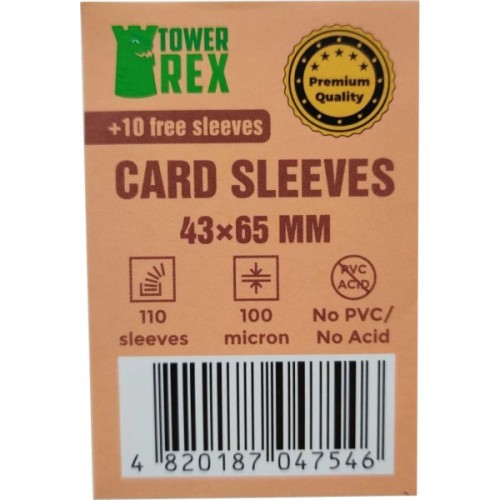 TOWER
REX
Premium
Quality
+10 free sleeves
CARD SLEEVES
43×65 MM
PVC
ACID
110
sleeves
100
micron
No PVC/
No Acid
4 820187 047546